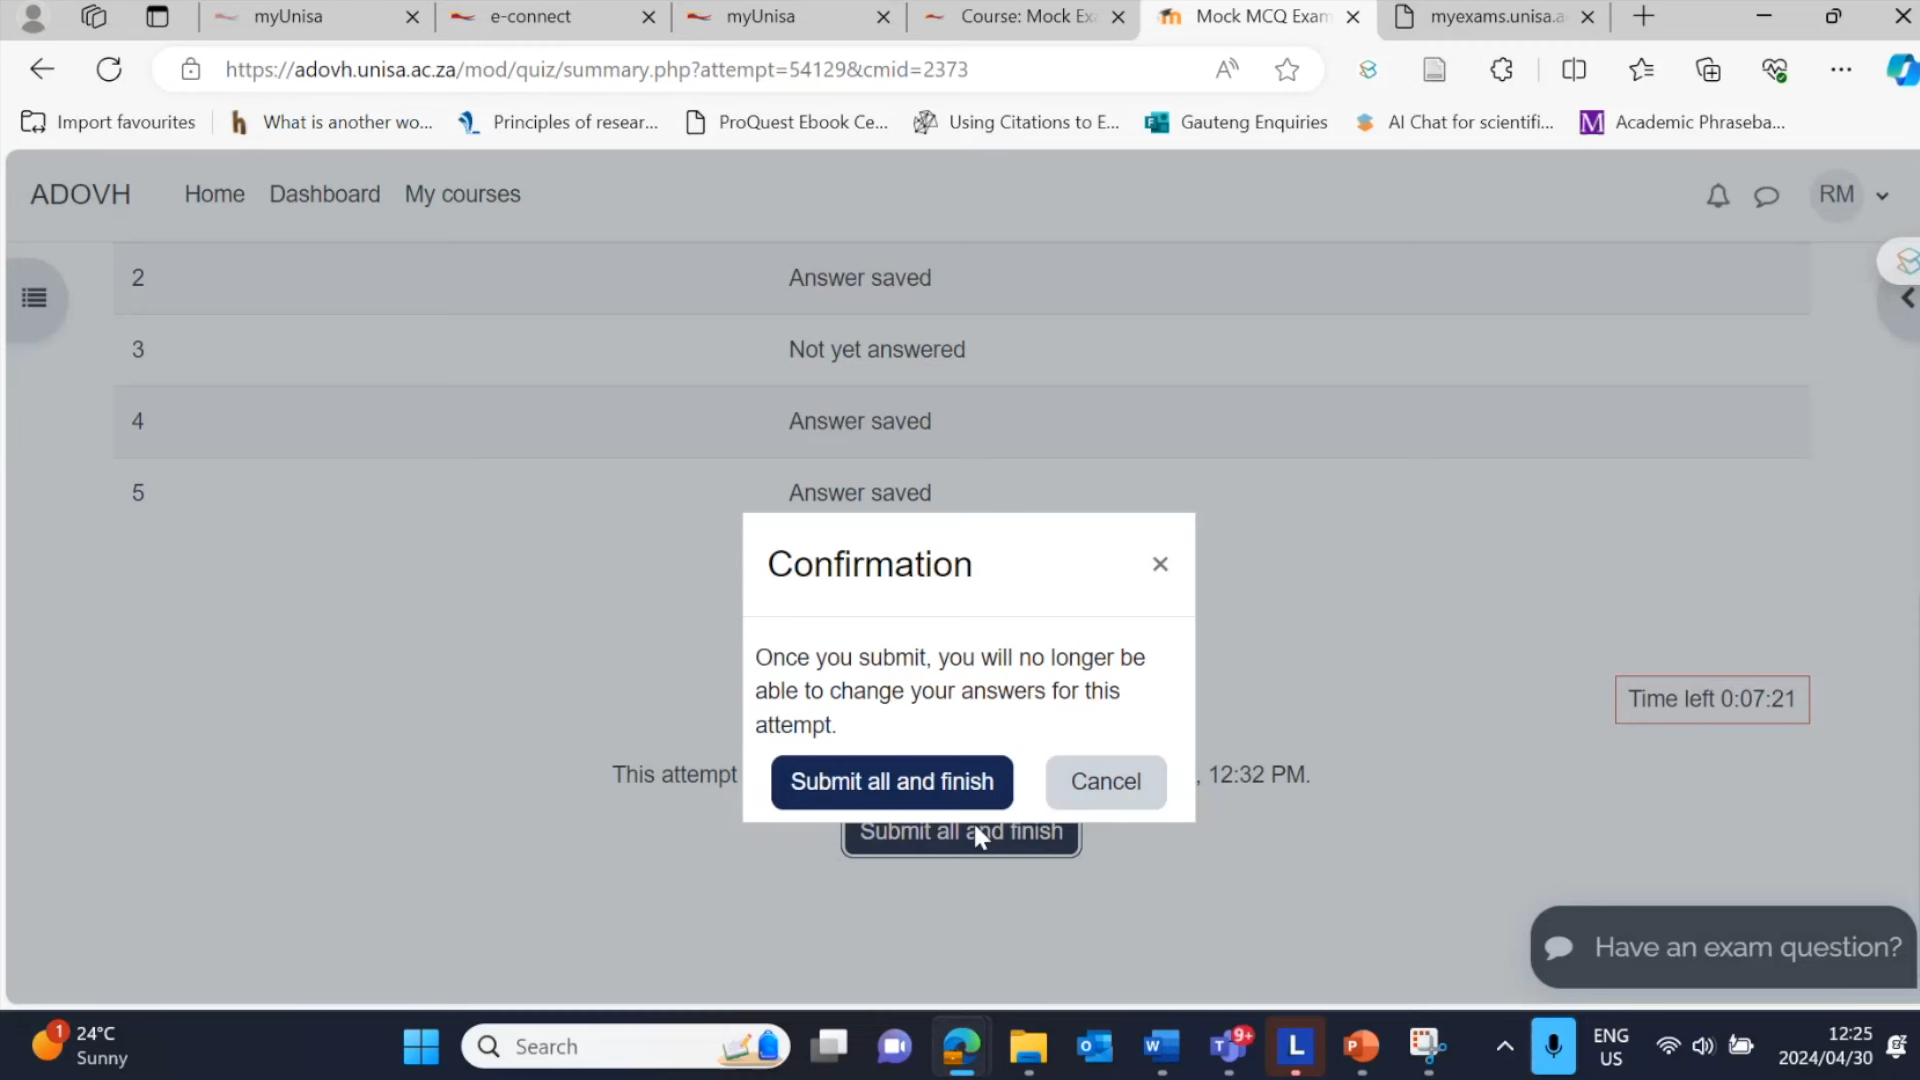 myUnisa
e-connect
myUnisa
Course: Mock Ex
Mock MCQ Exam
myexams.unisa.a
https://adovh.unisa.ac.za/mod/quiz/summary.php?attempt=54129&cmid=2373
Import favourites
What is another wo...
Principles of resear...
ProQuest Ebook Ce...
Using Citations to E...
Gauteng Enquiries
AI Chat for scientifi...
Academic Phraseba...
ADOVH
Home
Dashboard
My courses
RM
2 Answer saved
3 Not yet answered
4 Answer saved
5 Answer saved
Confirmation
Once you submit, you will no longer be
able to change your answers for this
attempt.
Submit all and finish
Cancel
Time left 0:07:21
This attempt
, 12:32 PM.
Submit all and finish
Have an exam question?
1
24°C
Sunny
Search
9+
ENG
US
12:25
2024/04/30